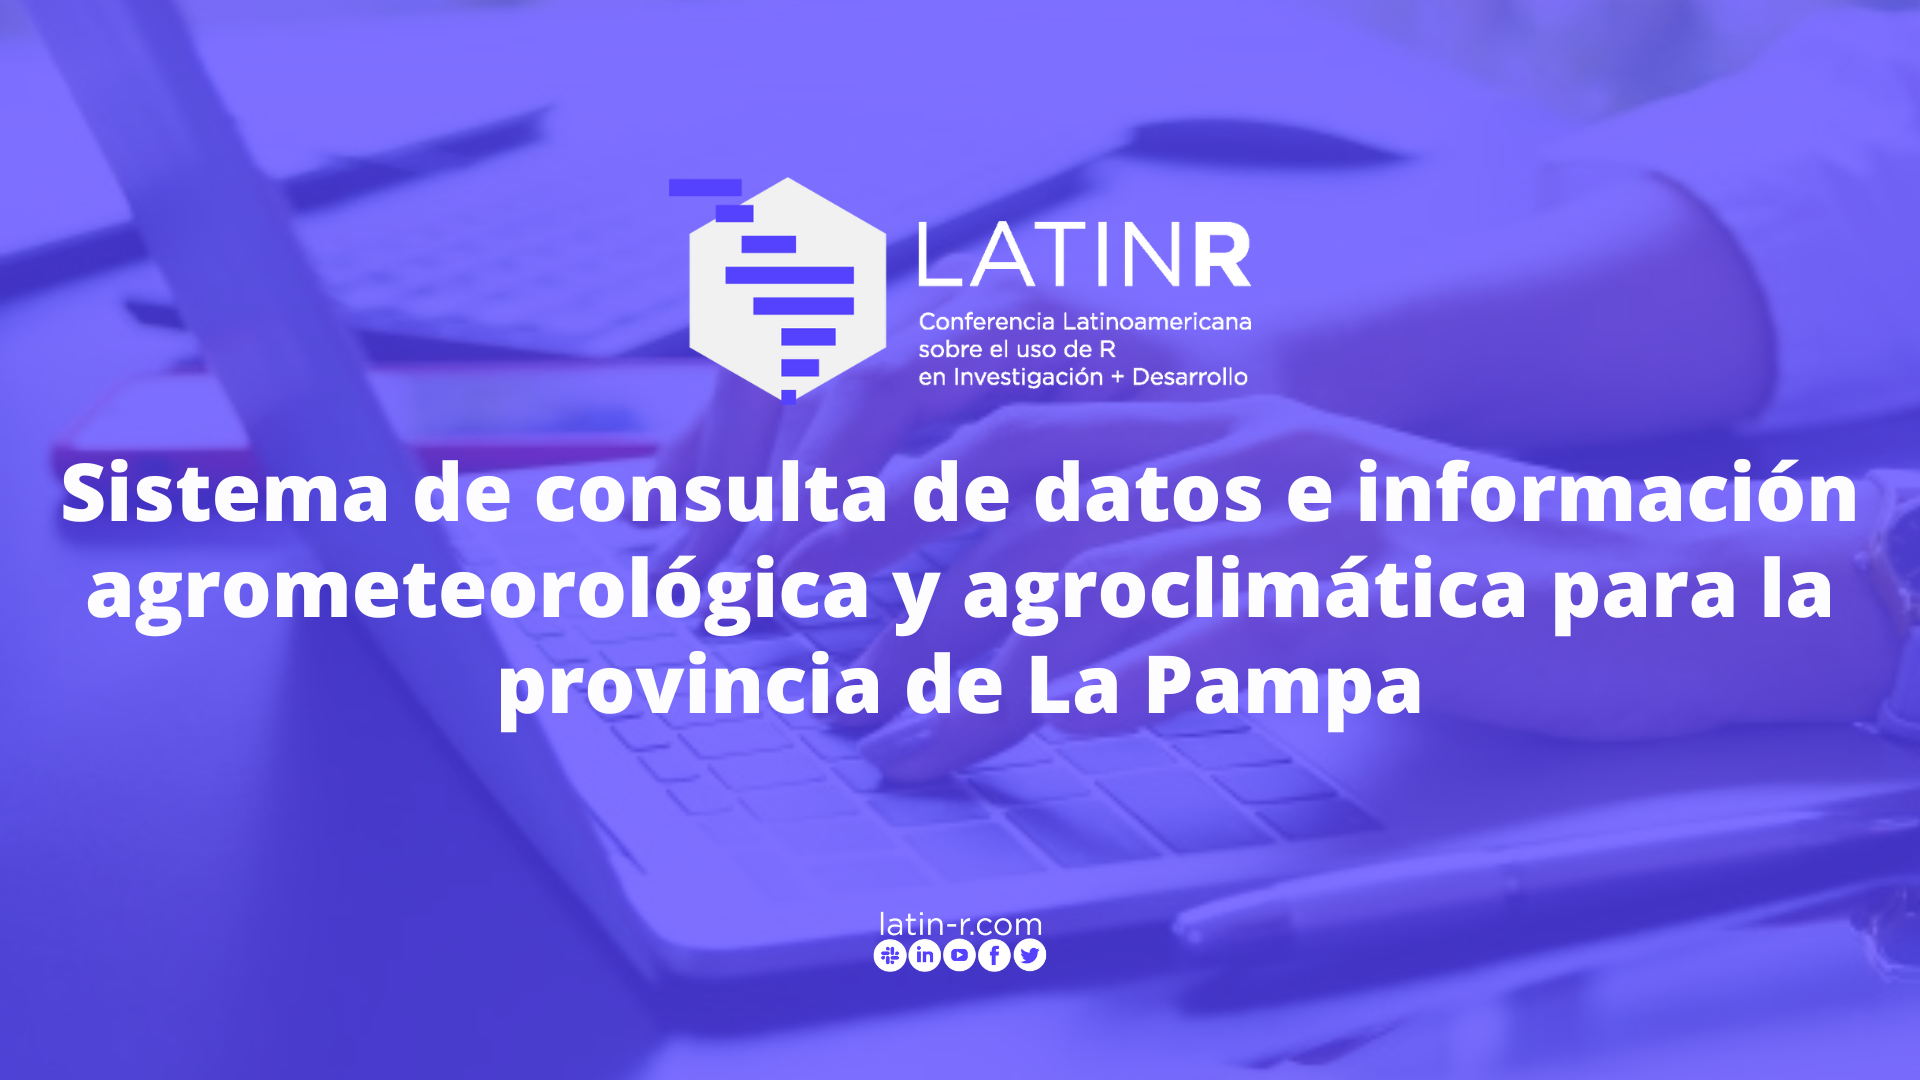 LATINR
Conferencia Latinoamericana
sobre el uso de R
en Investigación + Desarrollo
Sistema de consulta de datos e información
agrometeorológica y agroclimática para la
provincia de La Pampa
latin-r.com